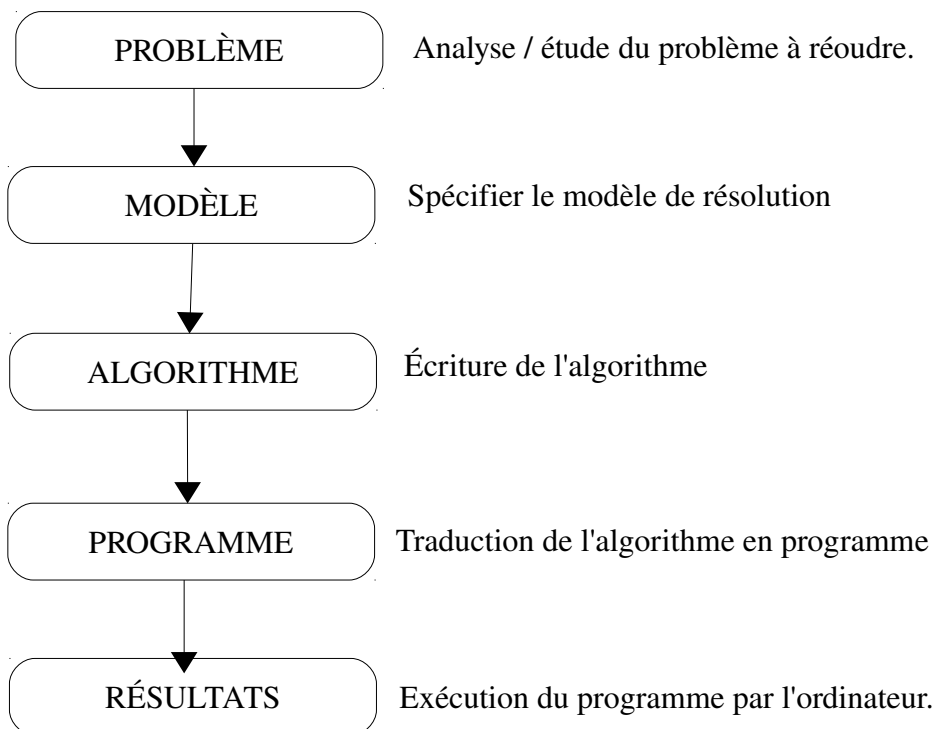 PROBLÈME
Analyse / étude du problème à réoudre.
MODÈLE
Spécifier le modèle de résolution
ALGORITHME
Écriture de l'algorithme
PROGRAMME
Traduction de l'algorithme en programme
RÉSULTATS
Exécution du programme par l'ordinateur.